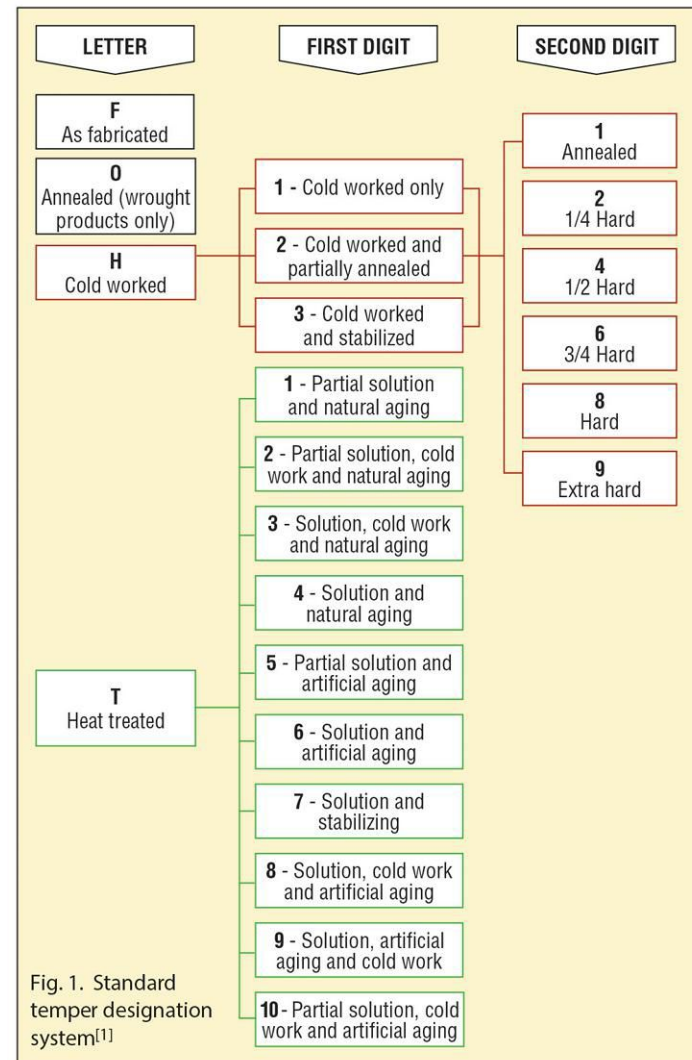 LETTER
FIRST DIGIT
SECOND DIGIT
F
As fabricated
O
Annealed (wrought
products only)
H
Cold worked
T
Heat treated
1 - Cold worked only
2 - Cold worked and
partially annealed
3 - Cold worked
and stabilized
1 - Partial solution
and natural aging
2 - Partial solution, cold
work and natural aging
3 - Solution, cold work
and natural aging
4 - Solution and
natural aging
5 - Partial solution and
artificial aging
6 - Solution and
artificial aging
7 - Solution and
stabilizing
8 - Solution, cold work
and artificial aging
9 - Solution, artificial
aging and cold work
10- Partial solution, cold
work and artificial aging
1
Annealed
2
1/4 Hard
4
1/2 Hard
6
3/4 Hard
8
Hard
9
Extra hard
Fig. 1. Standard
temper designation
system[1]